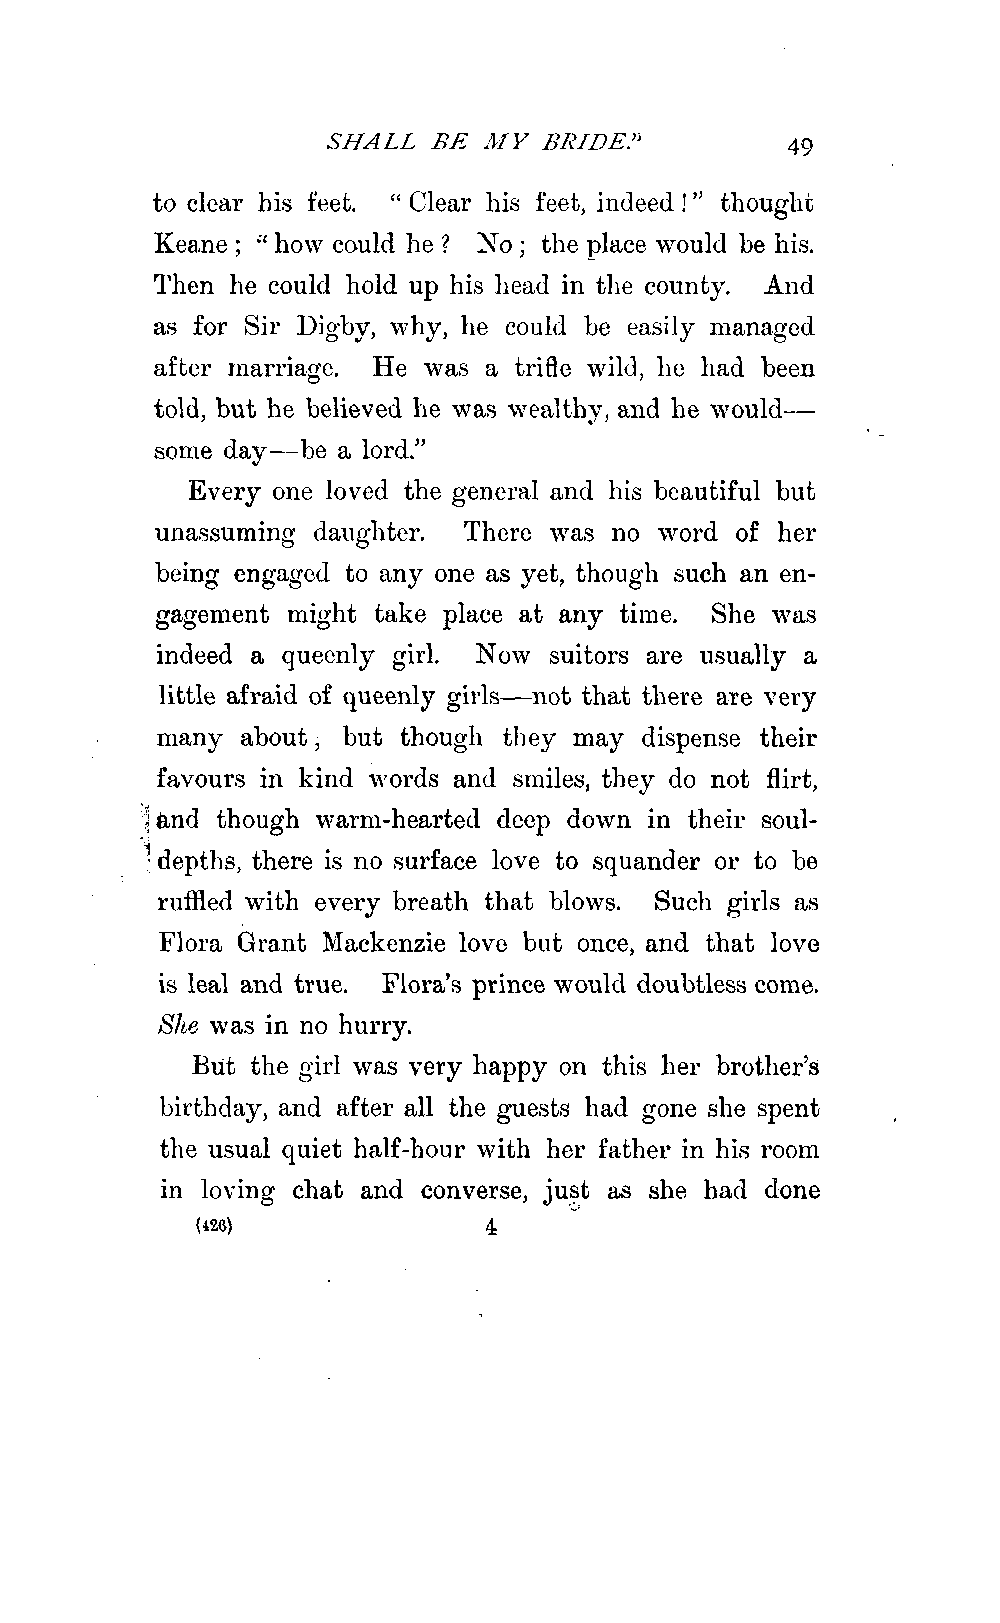 SHALL BE MY BRIDE." 49
to clear his feet. "Clear his feet, indeed!" thought
Keane; "how could he? No; the place would be his.
Then he could hold up his head in the county. And
as for Sir Digby, why, he could be easily managed
after marriage. He was a trifle wild, he had been
told, but he believed he was wealthy, and he would—
some day—be a lord."
Every one loved the general and his beautiful but
unassuming daughter. There was no word of her
being engaged to any one as yet, though such an en-
gagement might take place at any time. She was
indeed a queenly girl. Now suitors are usually a
little afraid of queenly girls—not that there are very
many about; but though they may dispense their
favours in kind words and smiles, they do not flirt,
and though warm-hearted deep down in their soul-
depths, there is no surface love to squander or to be
ruffled with every breath that blows. Such girls as
Flora Grant Mackenzie love but once, and that love
is leal and true. Flora's prince would doubtless come.
She was in no hurry.
But the girl was very happy on this her brother's
birthday, and after all the guests had gone she spent
the usual quiet half-hour with her father in his room
in loving chat and converse, just as she had done
(426) 4